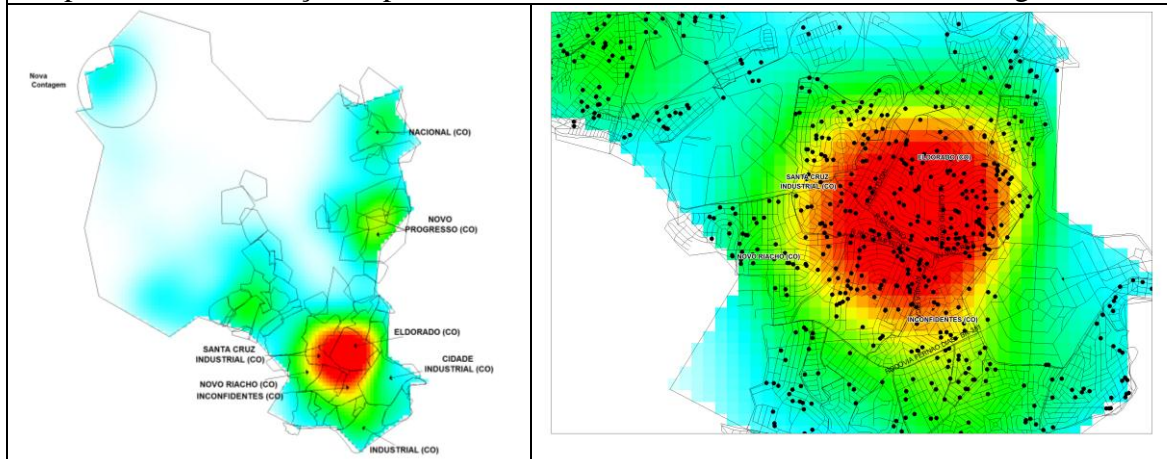 Nova
Contagem
NACIONAL (CO)
NOVO
PROGRESSO (CO)
ELDORADO (CO)
SANTA CRUZ
INDUSTRIAL (CO)
CIDADE
INDUSTRIAL (CO)
NOVO RIACHO (CO)
INCONFIDENTES (CO)
INDUSTRIAL (CO)
ELDORADO (CO)
SANTA CRUZ
INDUSTRIAL (CO)
NOVO RIACHO (CO)
INCONFIDENTES (CO)